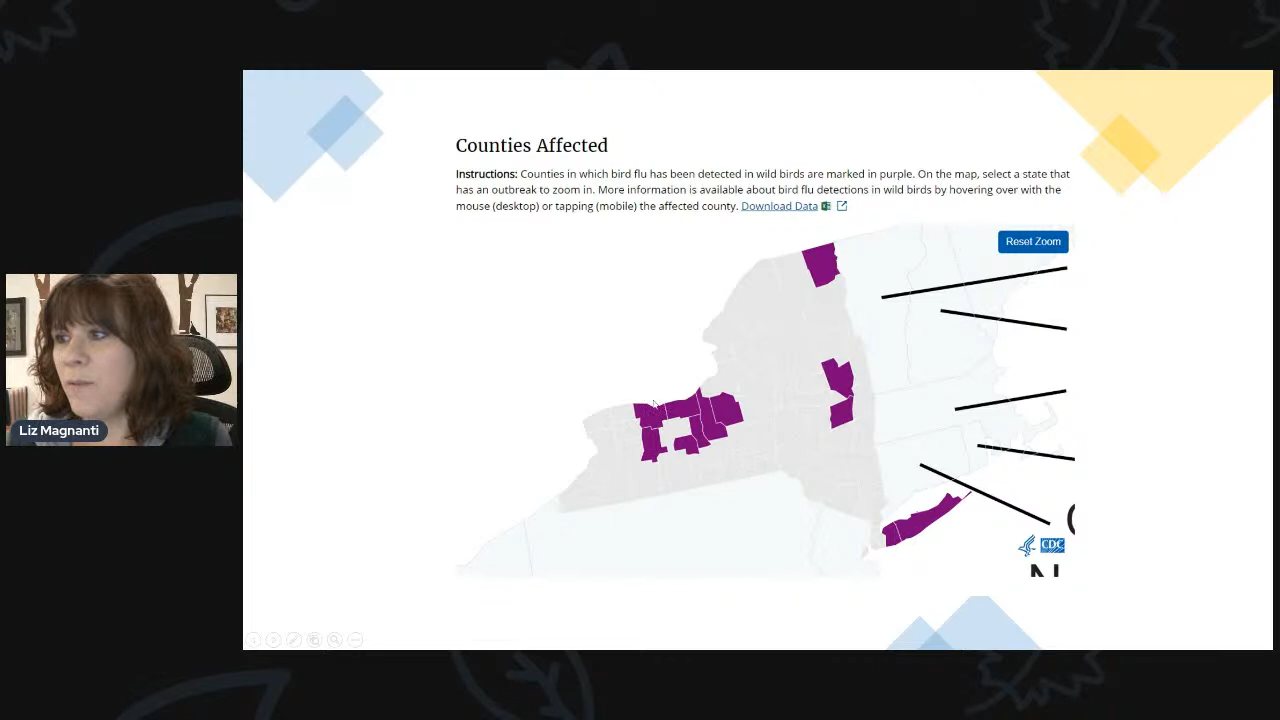 Counties Affected
Instructions: Counties in which bird flu has been detected in wild birds are marked in purple. On the map, select a state that
has an outbreak to zoom in. More information is available about bird flu detections in wild birds by hovering over with the
mouse (desktop) or tapping (mobile) the affected county. Download Data
Reset Zoom
Liz Magnanti
CDC